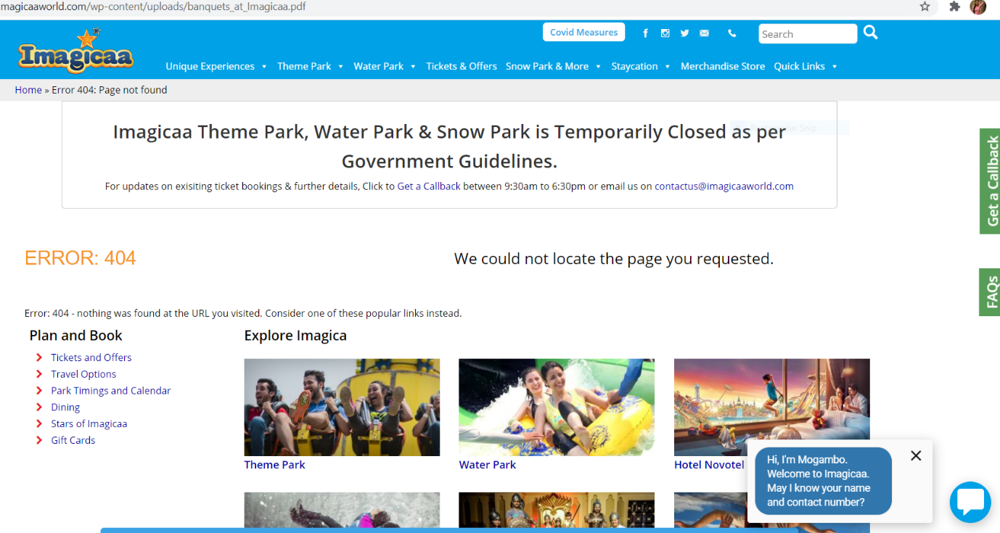 magicaaworld.com/wp-content/uploads/banquets_at_Imagicaa.pdf
Covid Measures
Search
Imagicaa
Unique Experiences Theme Park Water Park Tickets & Offers Snow Park & More Staycation Merchandise Store Quick Links
Home » Error 404: Page not found
Imagicaa Theme Park, Water Park & Snow Park is Temporarily Closed as per
Government Guidelines.
For updates on exisiting ticket bookings & further details, Click to Get a Callback between 9:30am to 6:30pm or email us on contactus@imagicaaworld.com
Get a Callback
ERROR: 404
We could not locate the page you requested.
FAQs
Error: 404 - nothing was found at the URL you visited. Consider one of these popular links instead.
Plan and Book
Tickets and Offers
Travel Options
Park Timings and Calendar
Dining
Stars of Imagicaa
Gift Cards
Explore Imagica
Theme Park
Water Park
Hotel Novotel
Hi, I'm Mogambo.
Welcome to Imagicaa.
May I know your name
and contact number?